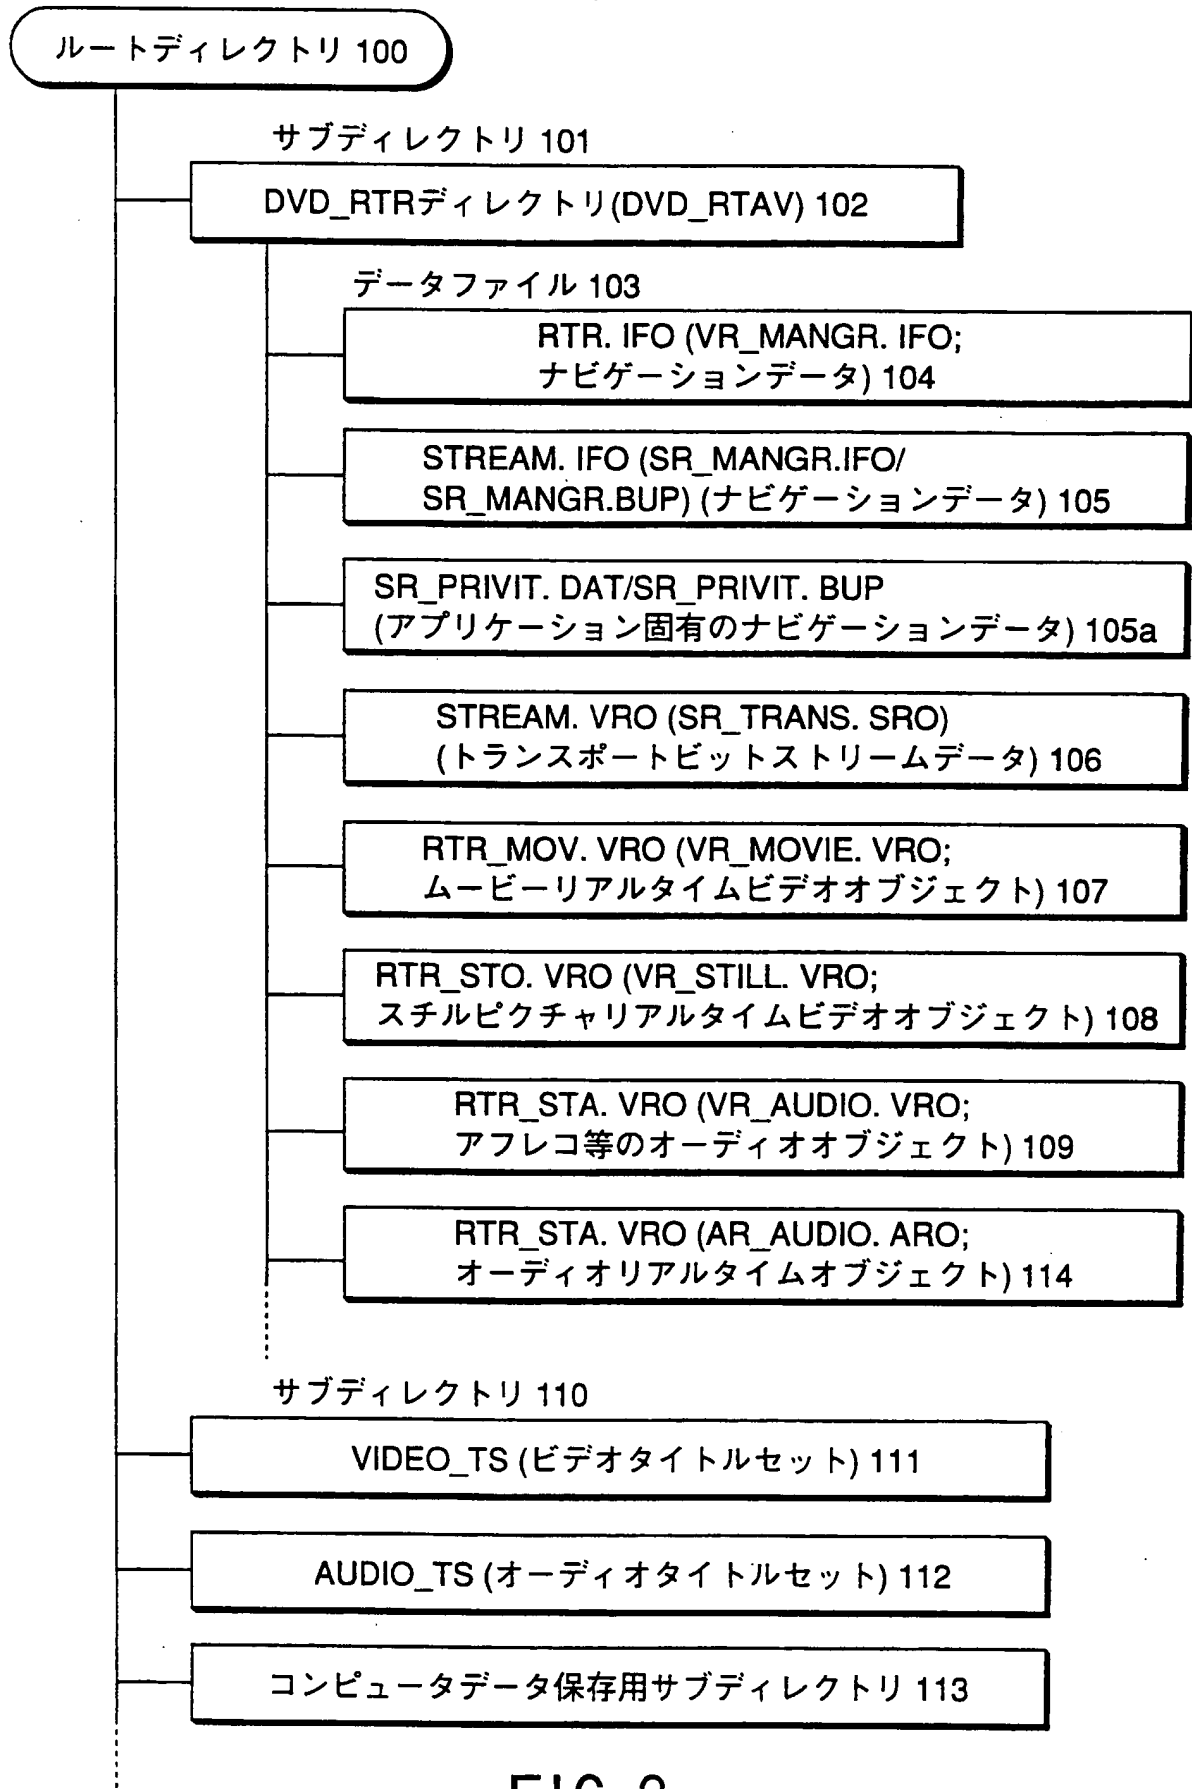 ルートディレクトリ 100
サブディレクトリ 101
DVD_RTRディレクトリ(DVD_RTAV) 102
データファイル 103
RTR. IFO (VR_MANGR. IFO;
ナビゲーションデータ) 104
STREAM. IFO (SR_MANGR.IFO/
SR_MANGR.BUP) (ナビゲーションデータ) 105
SR_PRIVIT. DAT/SR_PRIVIT. BUP
(アプリケーション固有のナビゲーションデータ) 105a
STREAM. VRO (SR_TRANS. SRO)
(トランスポートビットストリームデータ) 106
RTR_MOV. VRO (VR_MOVIE. VRO;
ムービーリアルタイムビデオオブジェクト) 107
RTR_STO. VRO (VR_STILL. VRO;
スチルピクチャリアルタイムビデオオブジェクト) 108
RTR_STA. VRO (VR_AUDIO. VRO;
アフレコ等のオーディオオブジェクト) 109
RTR_STA. VRO (AR_AUDIO. ARO;
オーディオリアルタイムオブジェクト) 114
サブディレクトリ 110
VIDEO_TS (ビデオタイトルセット) 111
AUDIO_TS (オーディオタイトルセット) 112
コンピュータデータ保存用サブディレクトリ 113